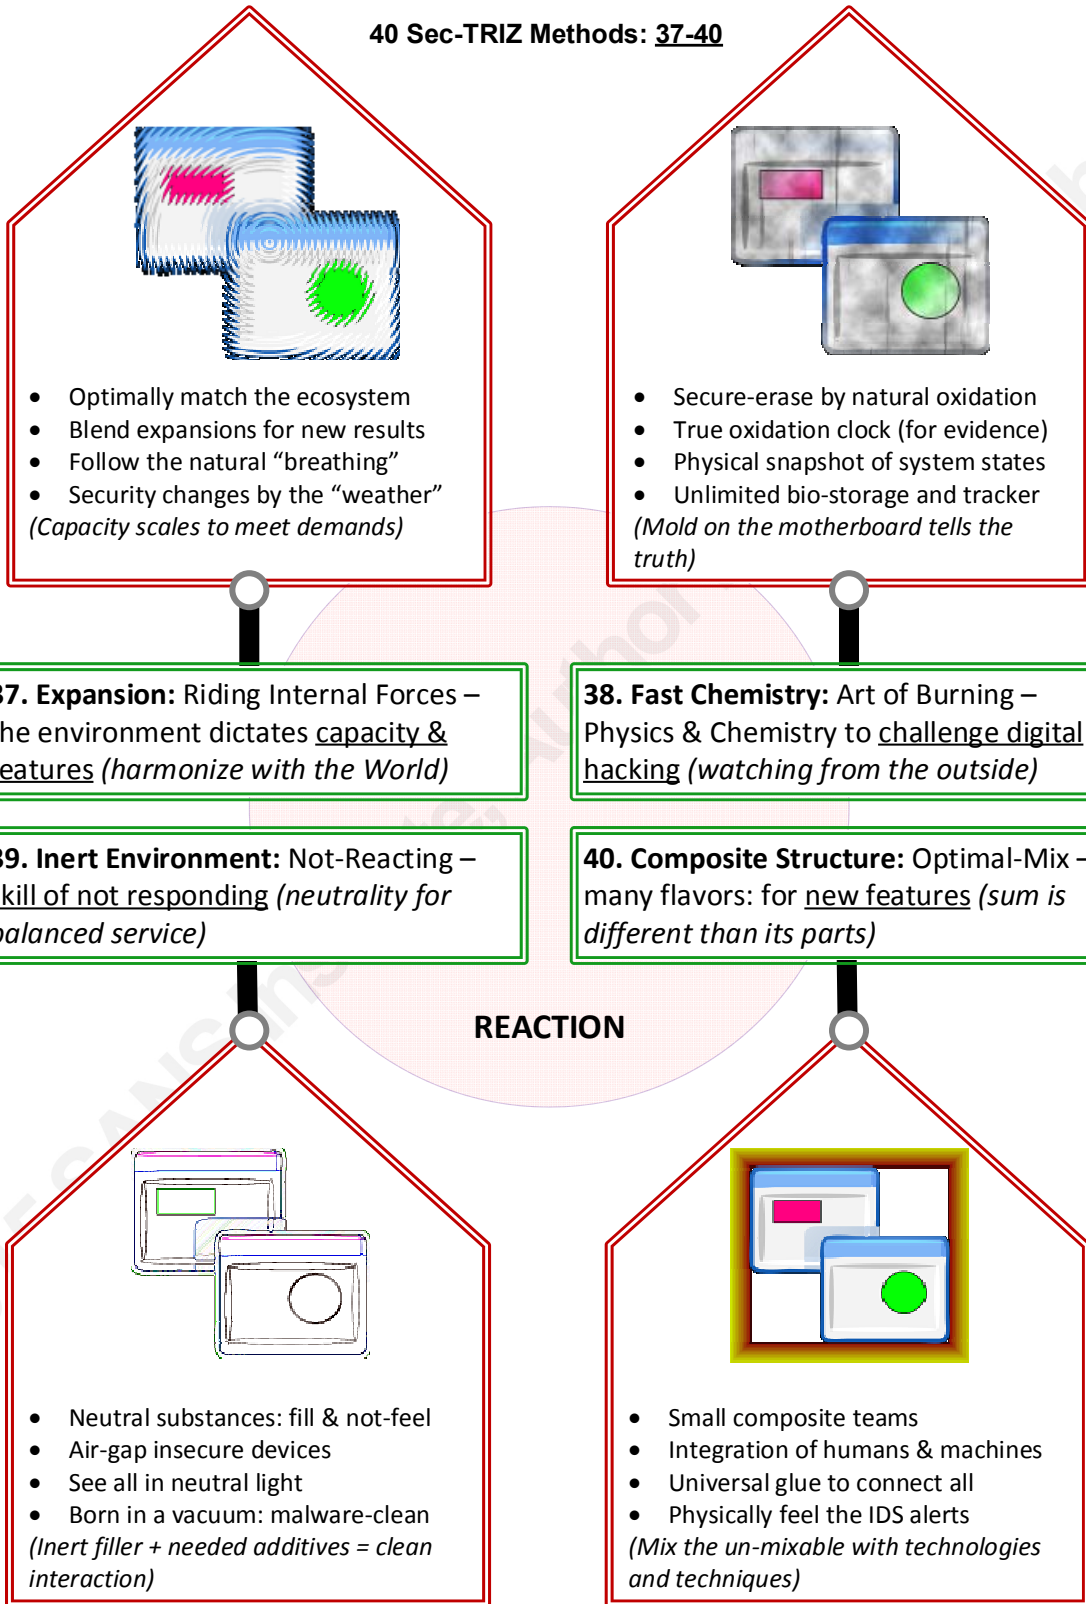 40 Sec-TRIZ Methods: 37-40
• Optimally match the ecosystem
• Blend expansions for new results
• Follow the natural “breathing”
• Security changes by the “weather”
(Capacity scales to meet demands)
• Secure-erase by natural oxidation
• True oxidation clock (for evidence)
• Physical snapshot of system states
• Unlimited bio-storage and tracker
(Mold on the motherboard tells the
truth)
37. Expansion: Riding Internal Forces –
the environment dictates capacity &
features (harmonize with the World)
38. Fast Chemistry: Art of Burning –
Physics & Chemistry to challenge digital
hacking (watching from the outside)
39. Inert Environment: Not-Reacting –
skill of not responding (neutrality for
balanced service)
40. Composite Structure: Optimal-Mix –
many flavors: for new features (sum is
different than its parts)
REACTION
• Neutral substances: fill & not-feel
• Air-gap insecure devices
• See all in neutral light
• Born in a vacuum: malware-clean
(Inert filler + needed additives = clean
interaction)
• Small composite teams
• Integration of humans & machines
• Universal glue to connect all
• Physically feel the IDS alerts
(Mix the un-mixable with technologies
and techniques)